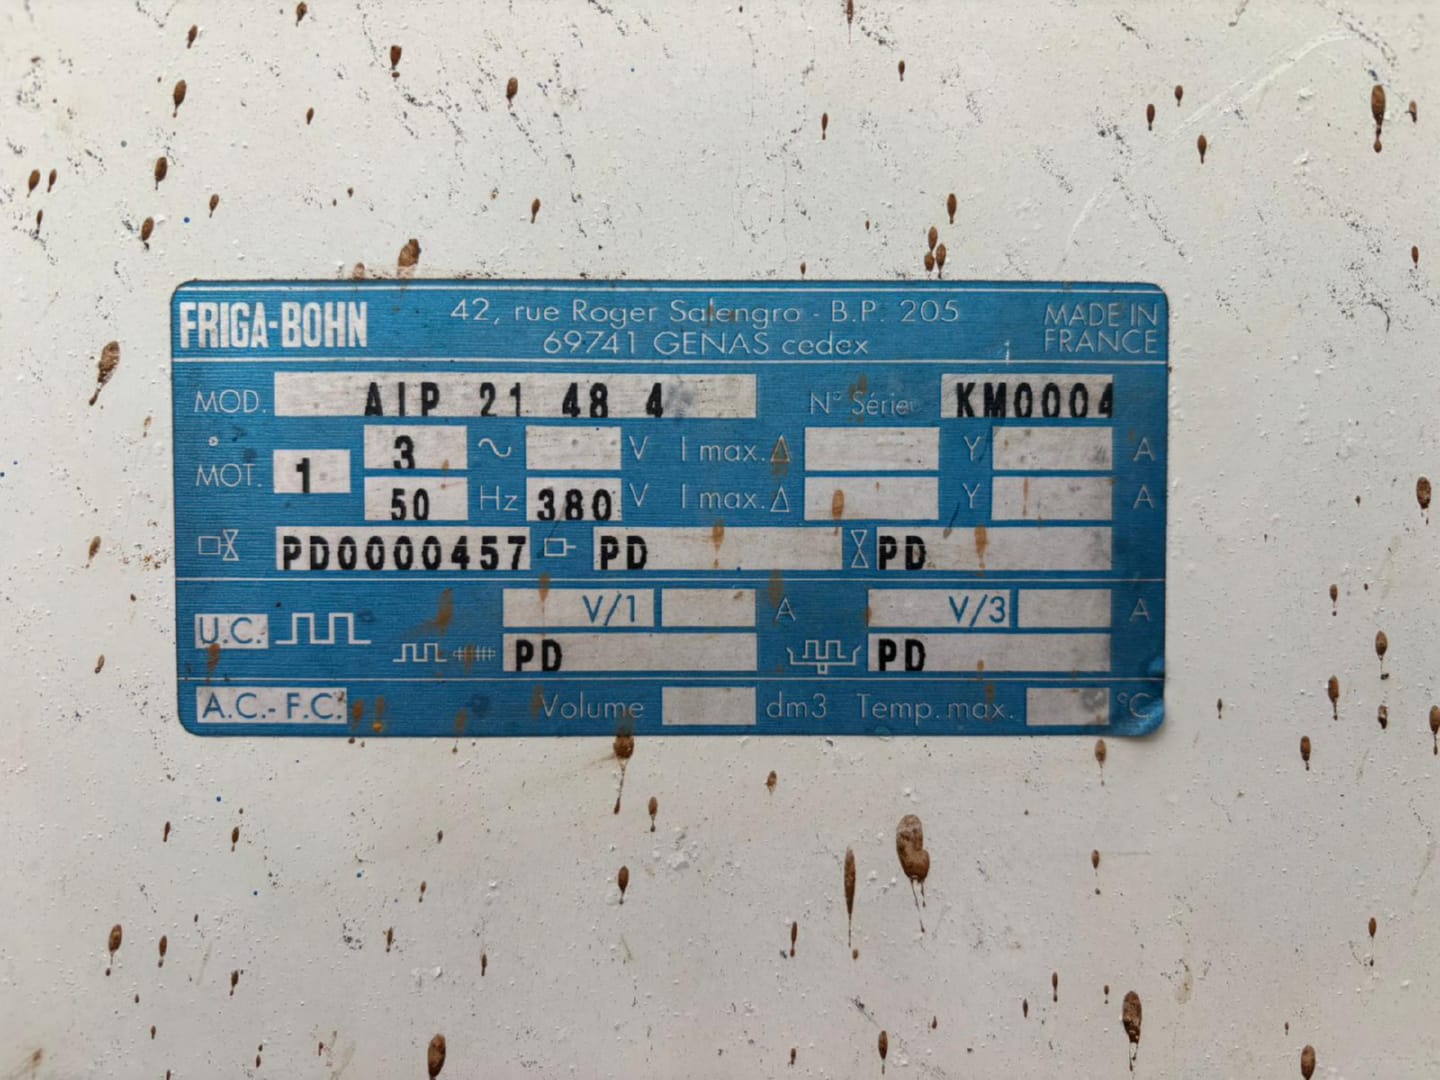 FRIGA-BOHN 42, rue Roger Salengro - B.P. 205 MADE IN
69741 GENAS cedex FRANCE
MOD. AIP 21 48 4 N° Série KM0004
MOT. 1 3 ~ V I max. Δ Y A
50 Hz 380 V I max. Δ Y A
PD0000457 PD PD
U.C. V/1 A V/3 A
PD PD
A.C.-F.C. Volume dm3 Temp. max. °C